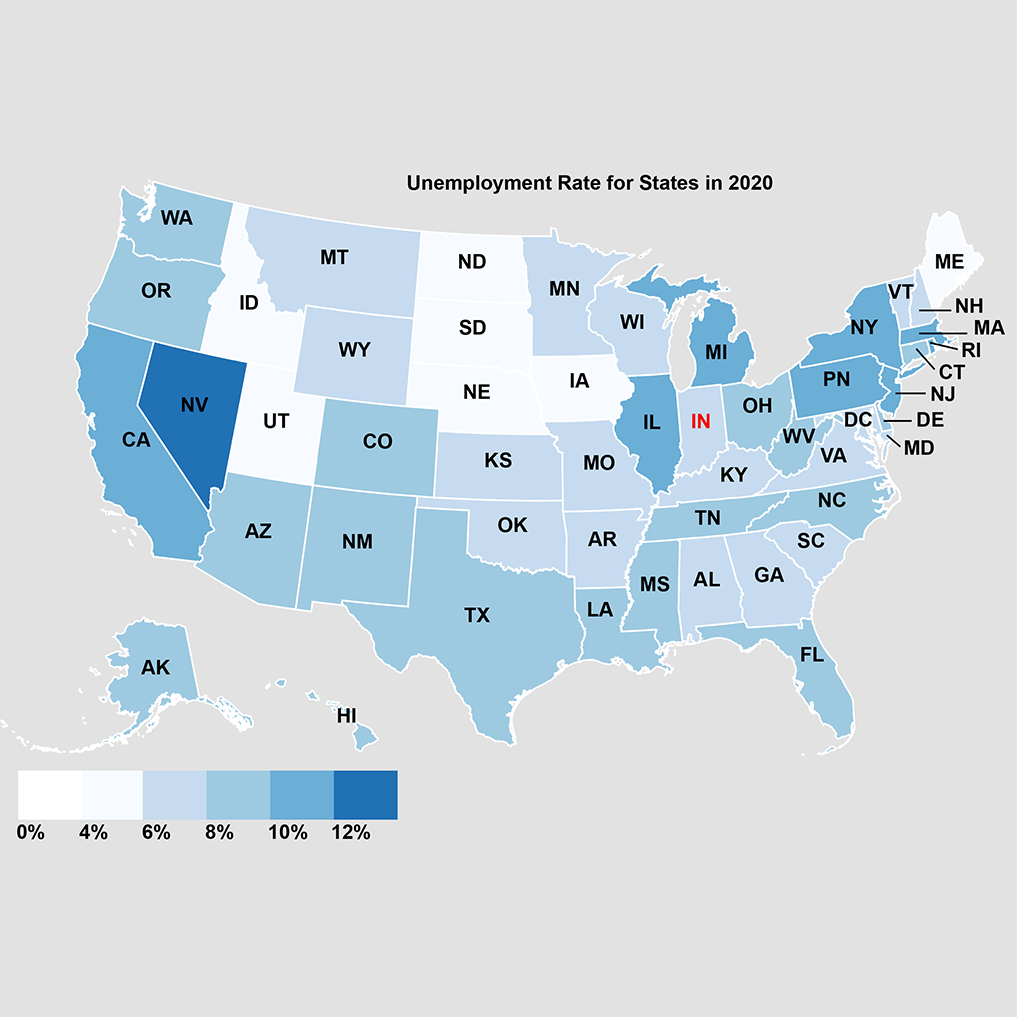 Unemployment Rate for States in 2020
WA
OR
ID
MT
ND
MN
WI
MI
ME
VT
NH
MA
RI
CT
NY
NJ
PN
DE
DC
MD
SD
WY
NE
IA
NV
UT
CA
CO
KS
MO
IL
IN
OH
WV
VA
KY
NC
TN
SC
AZ
NM
OK
AR
MS
AL
GA
TX
LA
FL
AK
HI
0% 4% 6% 8% 10% 12%